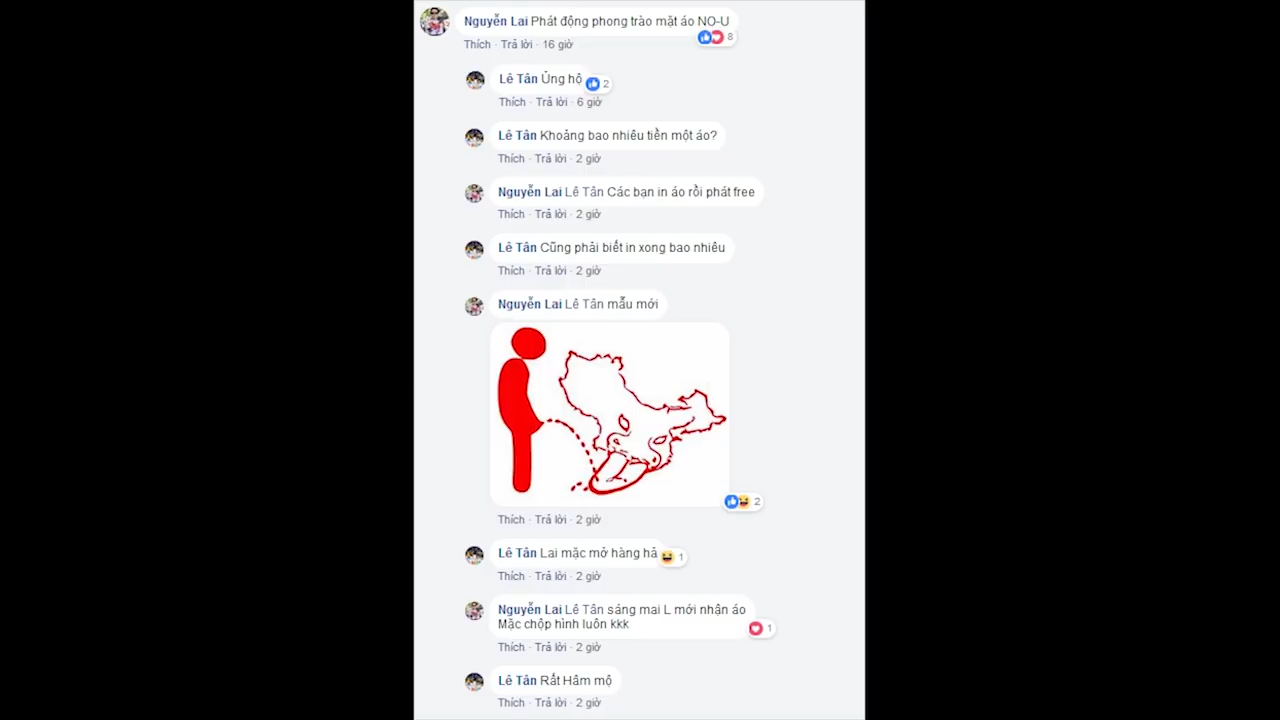 Nguyễn Lai Phát động phong trào mặt áo NO-U
8
Thích · Trả lời · 16 giờ
Lê Tân Ủng hộ
2
Thích · Trả lời · 6 giờ
Lê Tân Khoảng bao nhiêu tiền một áo?
Thích · Trả lời · 2 giờ
Nguyễn Lai Lê Tân Các bạn in áo rồi phát free
Thích · Trả lời · 2 giờ
Lê Tân Cũng phải biết in xong bao nhiêu
Thích · Trả lời · 2 giờ
Nguyễn Lai Lê Tân mẫu mới
2
Thích · Trả lời · 2 giờ
Lê Tân Lai mặc mở hàng hả
1
Thích · Trả lời · 2 giờ
Nguyễn Lai Lê Tân sáng mai L mới nhận áo
Mặc chộp hình luôn kkk
1
Thích · Trả lời · 2 giờ
Lê Tân Rất Hâm mộ
Thích · Trả lời · 2 giờ